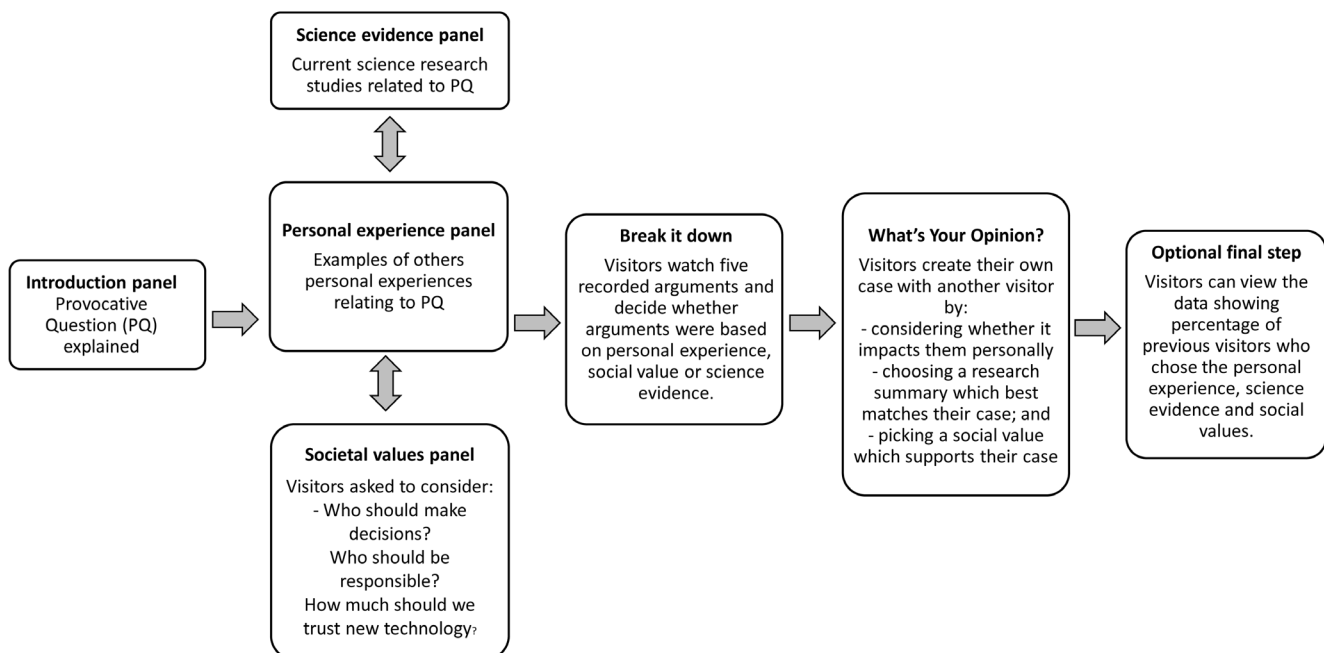 Science evidence panel
Current science research
studies related to PQ
Introduction panel
Provocative
Question (PQ)
explained
Personal experience panel
Examples of others
personal experiences
relating to PQ
Societal values panel
Visitors asked to consider:
- Who should make
decisions?
Who should be
responsible?
How much should we
trust new technology?
Break it down
Visitors watch five
recorded arguments and
decide whether
arguments were based
on personal experience,
social value or science
evidence.
What’s Your Opinion?
Visitors create their own
case with another visitor
by:
- considering whether it
impacts them personally
- choosing a research
summary which best
matches their case; and
- picking a social value
which supports their case
Optional final step
Visitors can view the
data showing
percentage of
previous visitors who
chose the personal
experience, science
evidence and social
values.